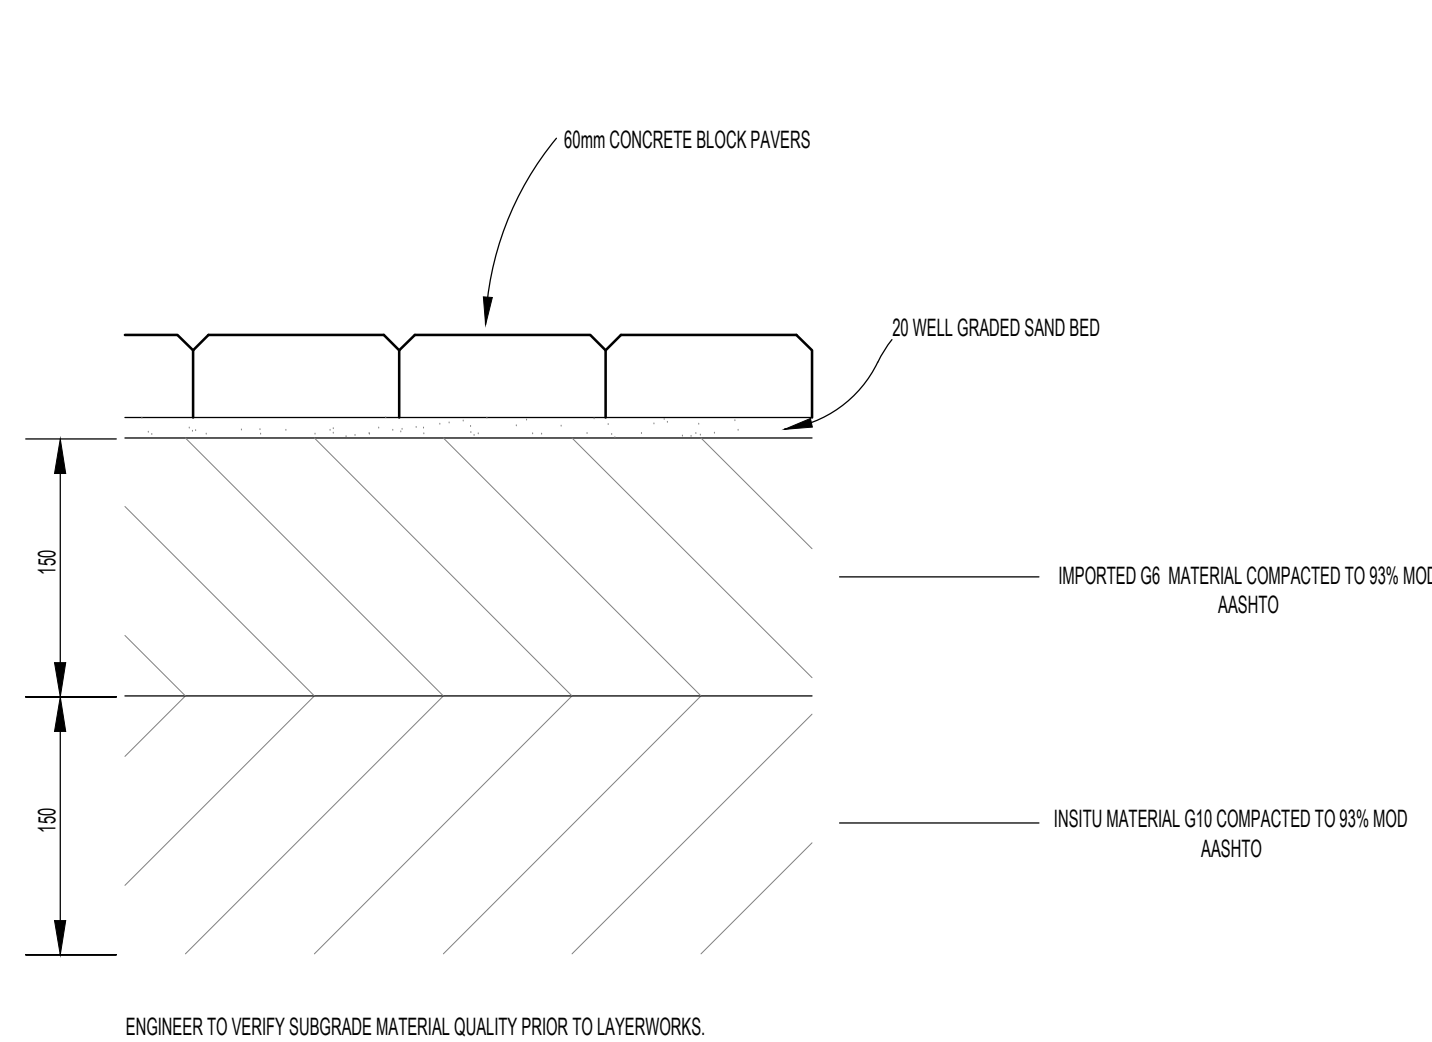 60mm CONCRETE BLOCK PAVERS
20 WELL GRADED SAND BED
150
IMPORTED G6  MATERIAL COMPACTED TO 93% MOD
AASHTO
150
INSITU MATERIAL G10 COMPACTED TO 93% MOD
AASHTO
ENGINEER TO VERIFY SUBGRADE MATERIAL QUALITY PRIOR TO LAYERWORKS.